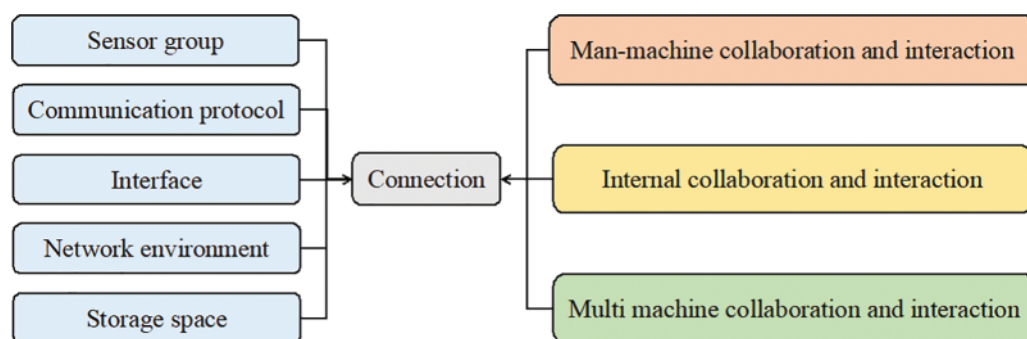 Sensor group
Communication protocol
Interface
Network environment
Storage space
Connection
Man-machine collaboration and interaction
Internal collaboration and interaction
Multi machine collaboration and interaction